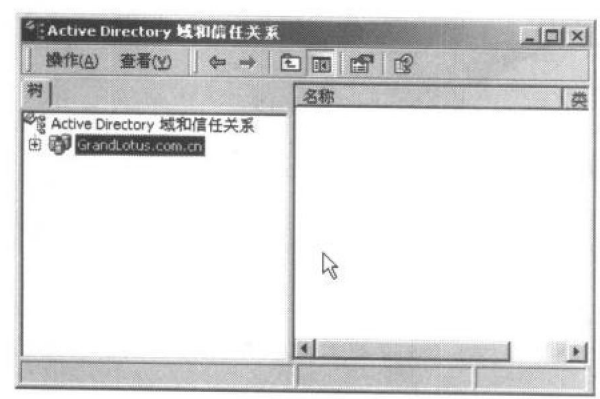 Active Directory 域和信任关系
操作(A) 查看(V)
树
名称 类
Active Directory 域和信任关系
GrandLotus.com.cn